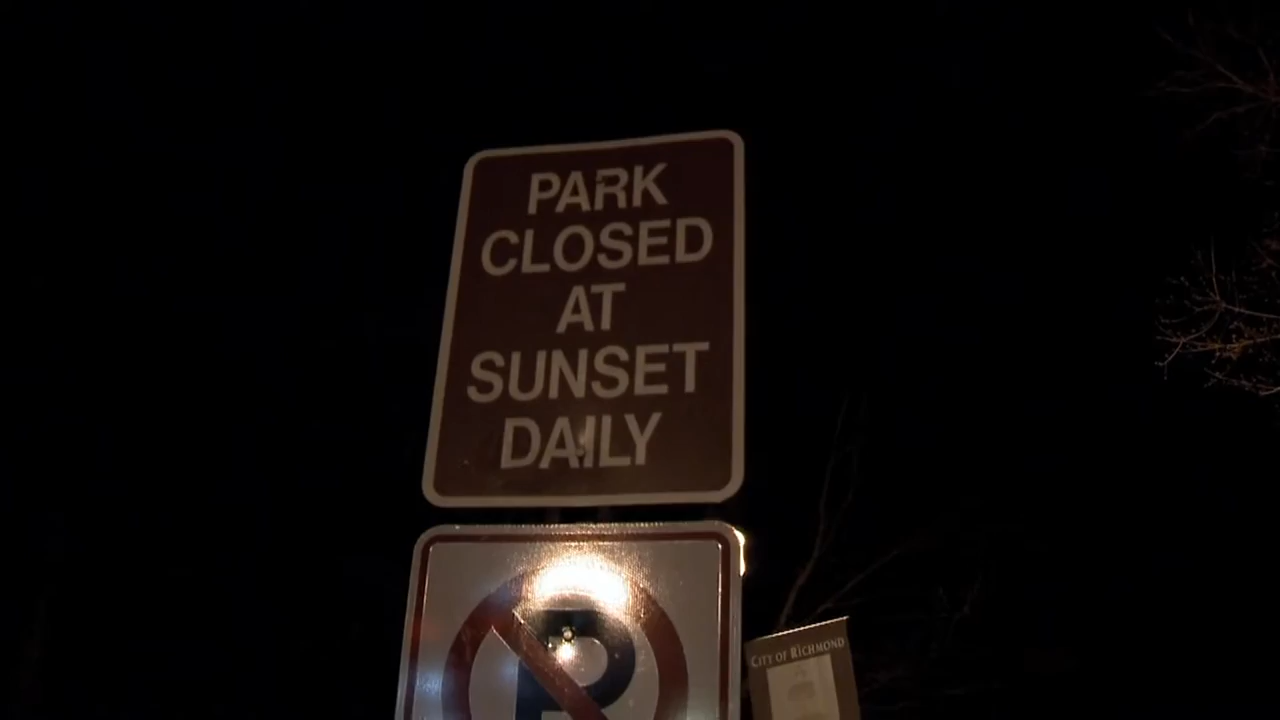 PARK
CLOSED
AT
SUNSET
DAILY
P
CITY OF RICHMOND